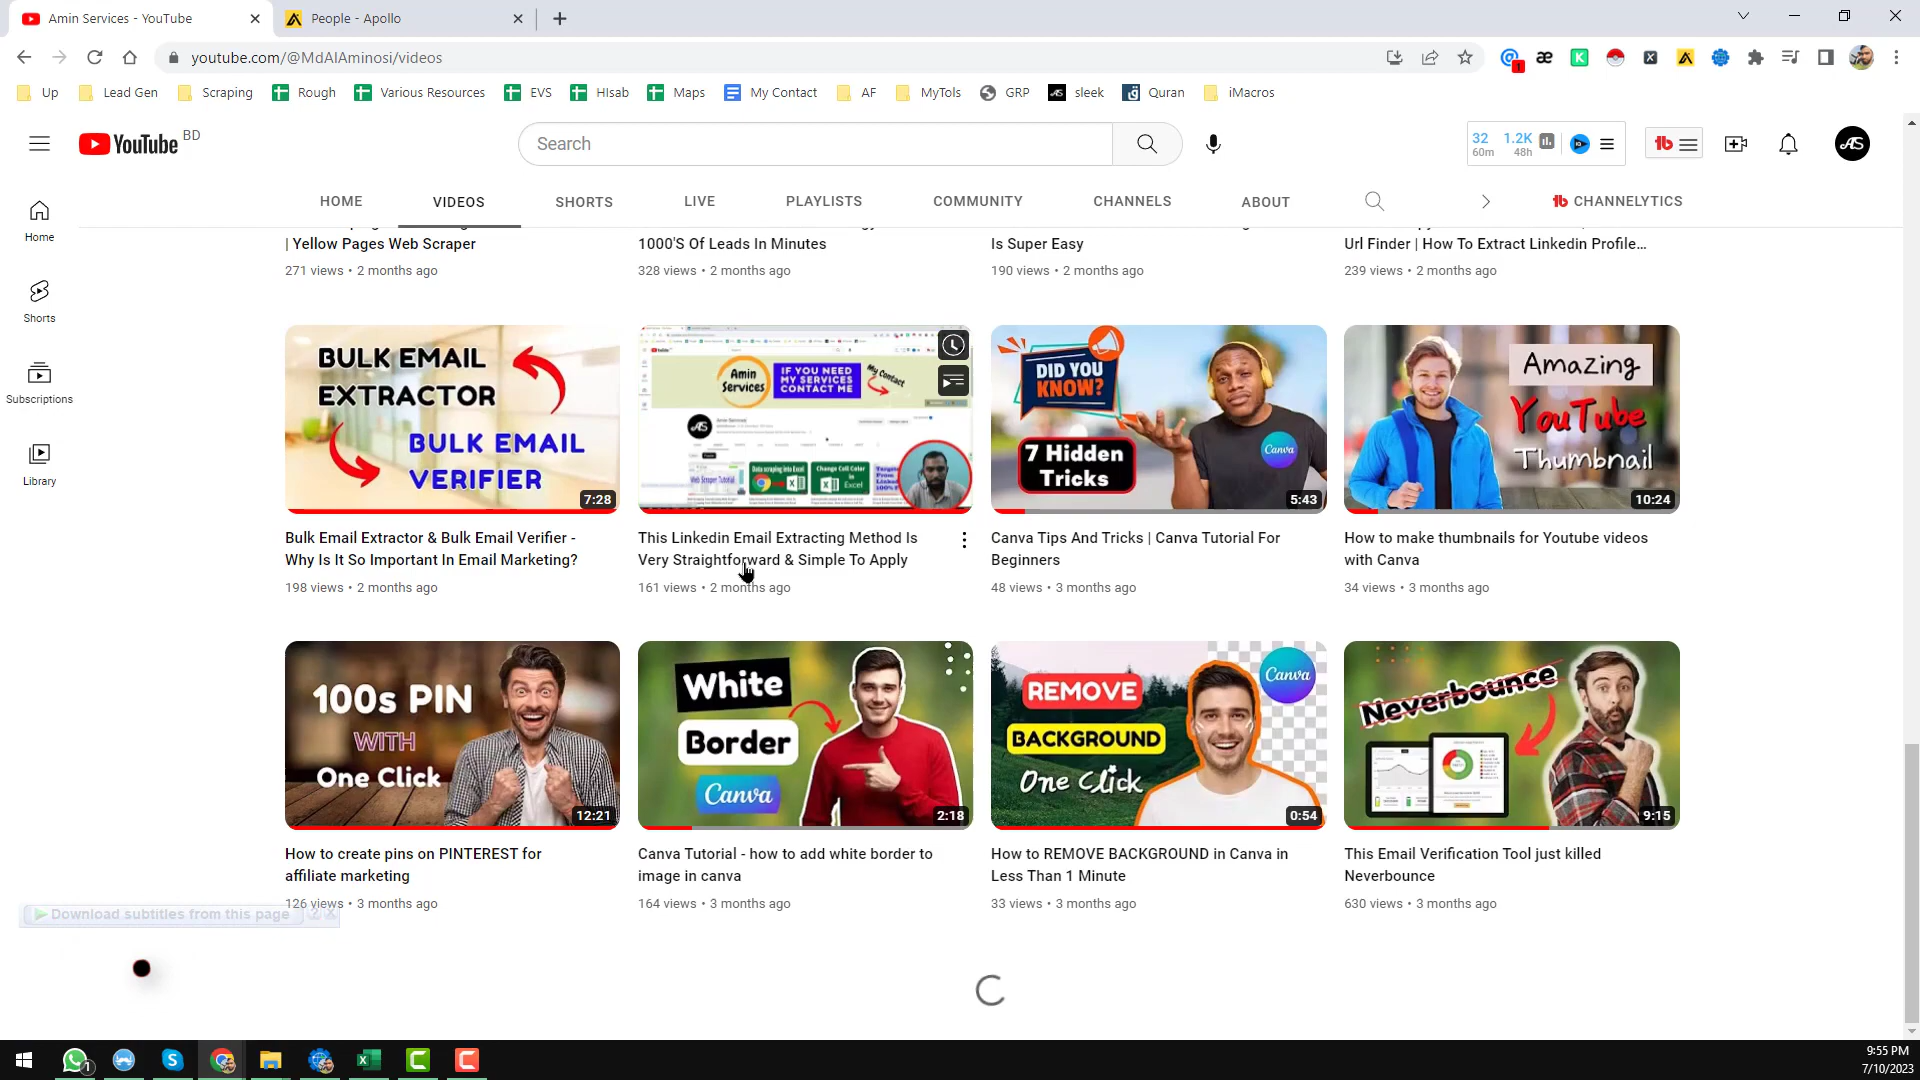 Amin Services - YouTube
People - Apollo
youtube.com/@MdAlAminosi/videos
1
Up
Lead Gen
Scraping
Rough
Various Resources
EVS
HIsab
Maps
My Contact
AF
MyTols
GRP
sleek
Quran
iMacros
YouTube BD
Search
32
60m
1.2K
48h
HOME
VIDEOS
SHORTS
LIVE
PLAYLISTS
COMMUNITY
CHANNELS
ABOUT
CHANNELYTICS
Home
Shorts
Subscriptions
Library
| Yellow Pages Web Scraper
271 views • 2 months ago
1000'S Of Leads In Minutes
328 views • 2 months ago
Is Super Easy
190 views • 2 months ago
Url Finder | How To Extract Linkedin Profile...
239 views • 2 months ago
BULK EMAIL
EXTRACTOR
BULK EMAIL
VERIFIER
7:28
Bulk Email Extractor & Bulk Email Verifier -
Why Is It So Important In Email Marketing?
198 views • 2 months ago
Amin
Services
IF YOU NEED
MY SERVICES
CONTACT ME
My Contact
Data scraping into Excel
Change Cell Color
in
Excel
This Linkedin Email Extracting Method Is
Very Straightforward & Simple To Apply
161 views • 2 months ago
DID YOU
KNOW?
7 Hidden
Tricks
Canva
5:43
Canva Tips And Tricks | Canva Tutorial For
Beginners
48 views • 3 months ago
Amazing
YouTube
Thumbnail
10:24
How to make thumbnails for Youtube videos
with Canva
34 views • 3 months ago
100s PIN
WITH
One Click
12:21
How to create pins on PINTEREST for
affiliate marketing
126 views • 3 months ago
White
Border
Canva
2:18
Canva Tutorial - how to add white border to
image in canva
164 views • 3 months ago
REMOVE
BACKGROUND
One Click
Canva
0:54
How to REMOVE BACKGROUND in Canva in
Less Than 1 Minute
33 views • 3 months ago
Neverbounce
9:15
This Email Verification Tool just killed
Neverbounce
630 views • 3 months ago
Download subtitles from this page
1
9:55 PM
7/10/2023